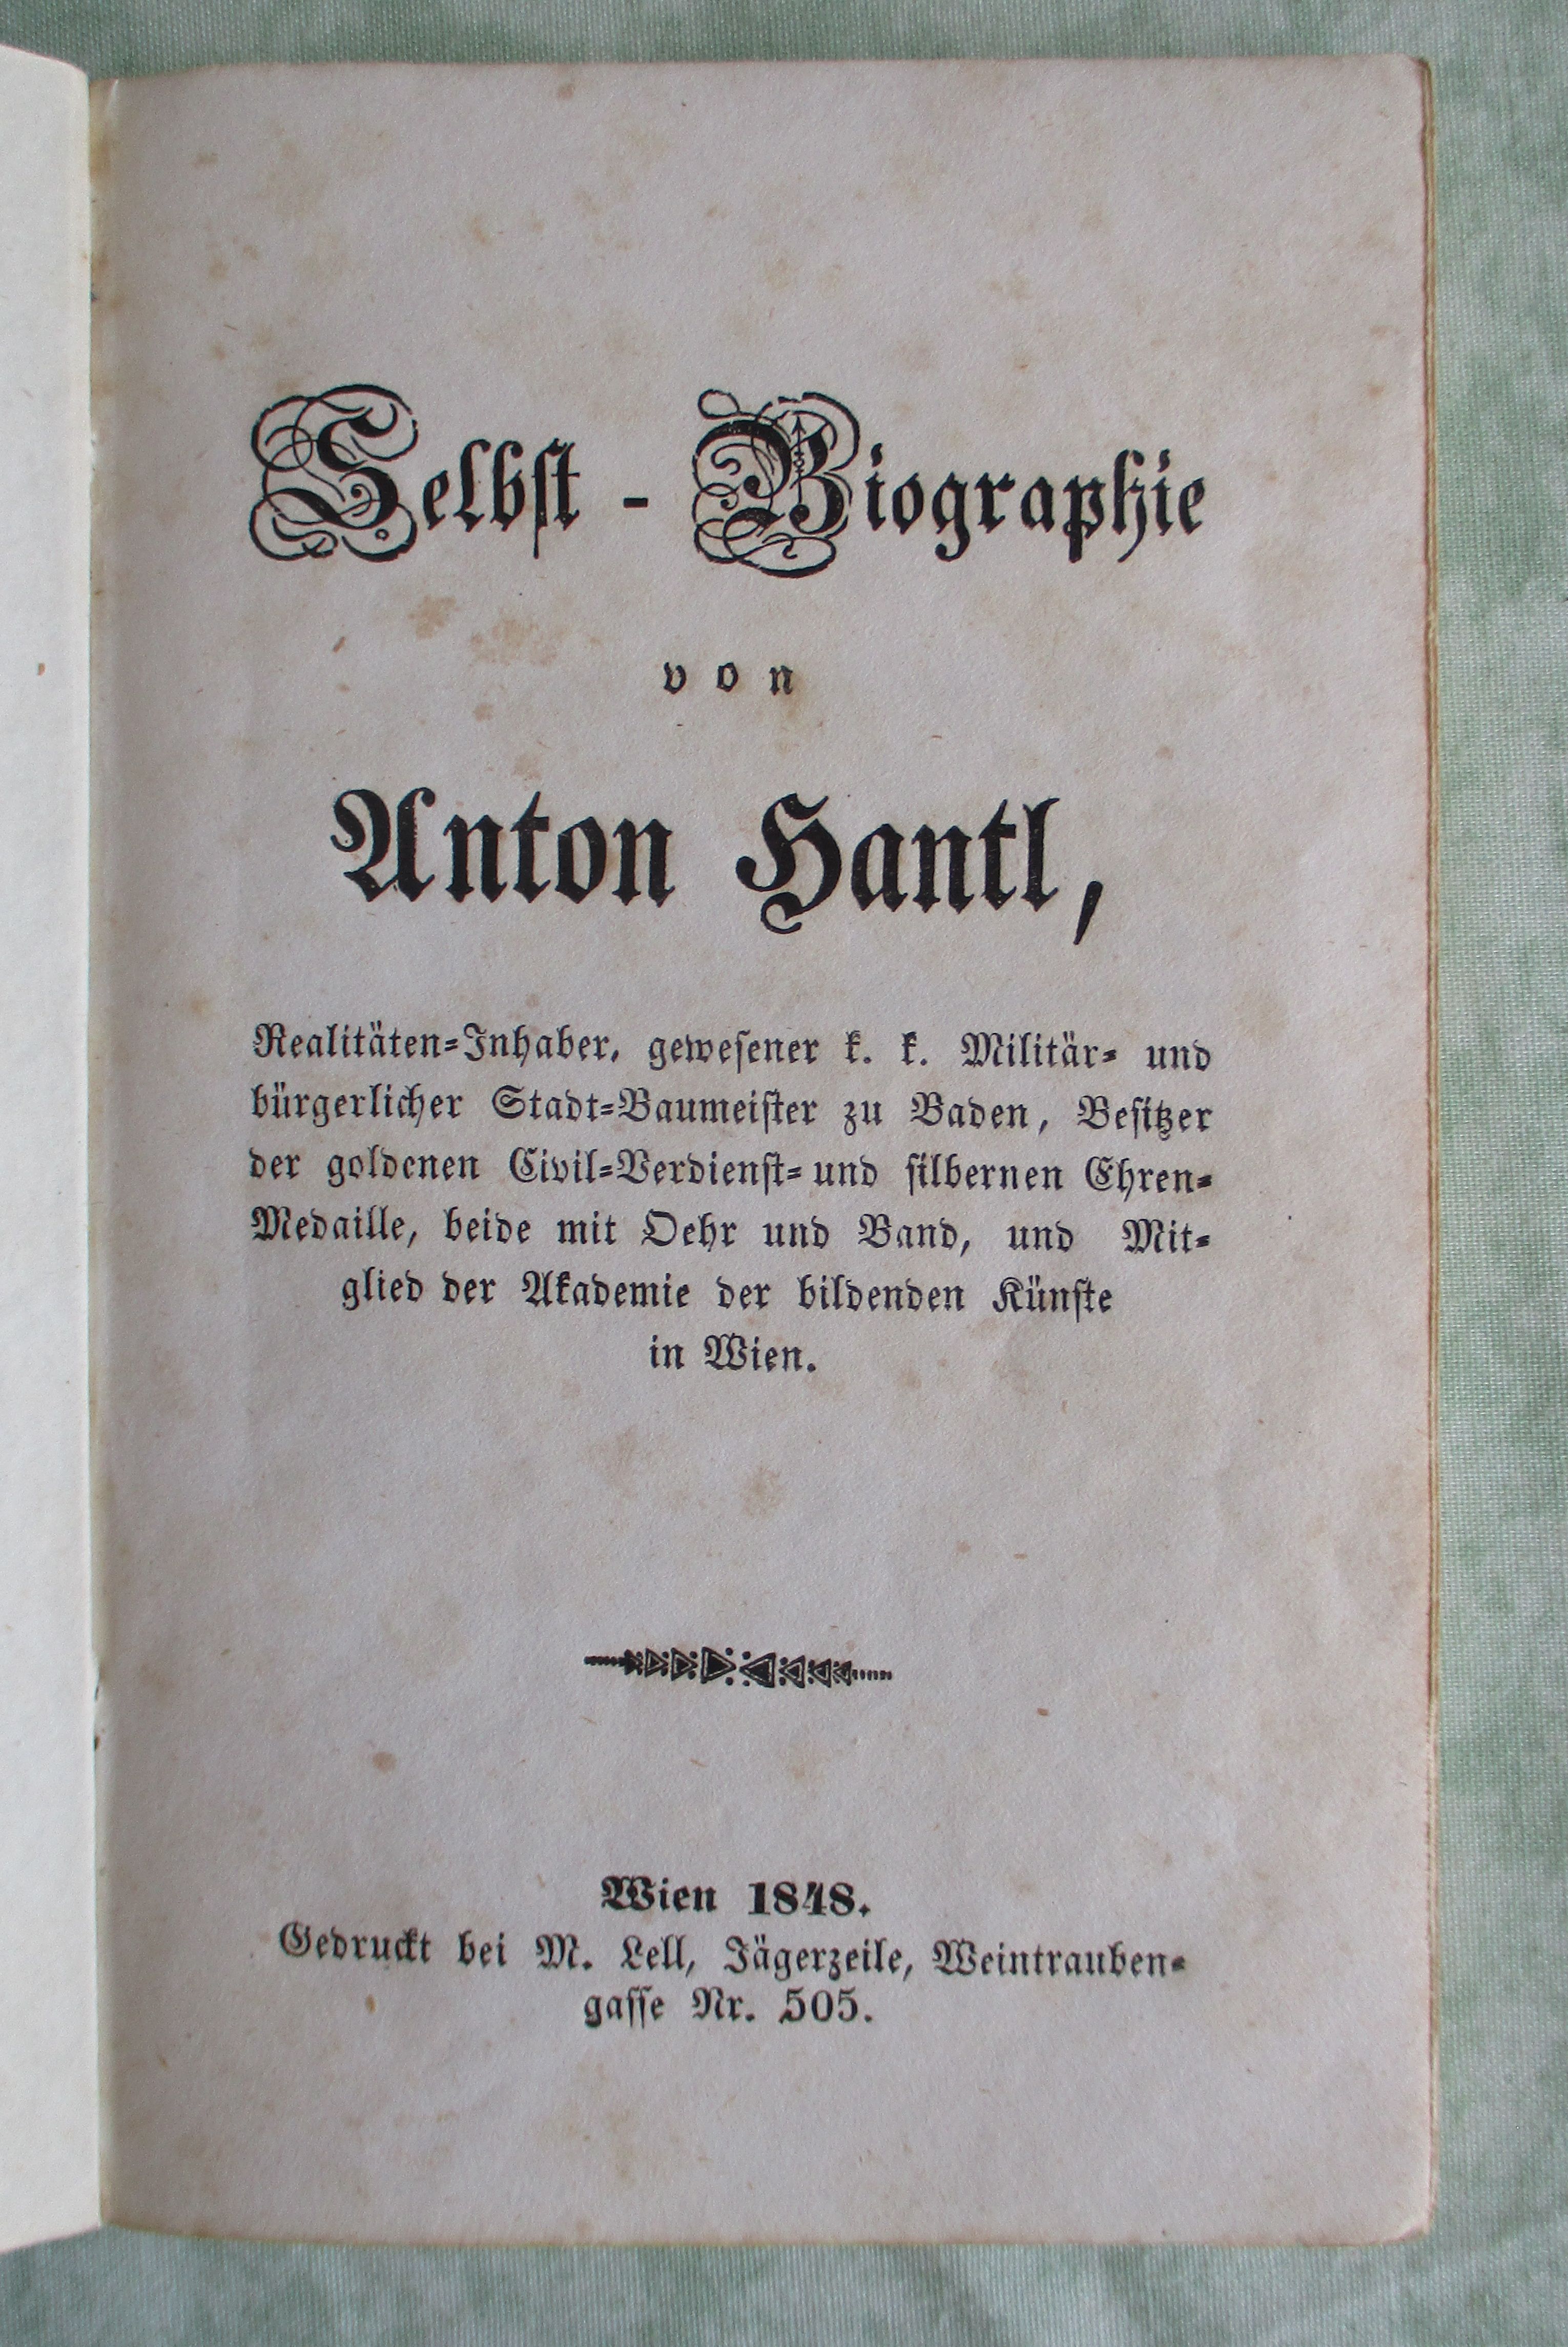 Selbst - Biographie
von
Anton Hantl,
Realitäten-Inhaber, gewesener k. k. Militär- und
bürgerlicher Stadt-Baumeister zu Baden, Besitzer
der goldenen Civil-Verdienst- und silbernen Ehren-
Medaille, beide mit Oehr und Band, und Mit-
glied der Akademie der bildenden Künste
in Wien.
Wien 1848.
Gedruckt bei M. Lell, Jägerzeile, Weintrauben-
gasse Nr. 505.